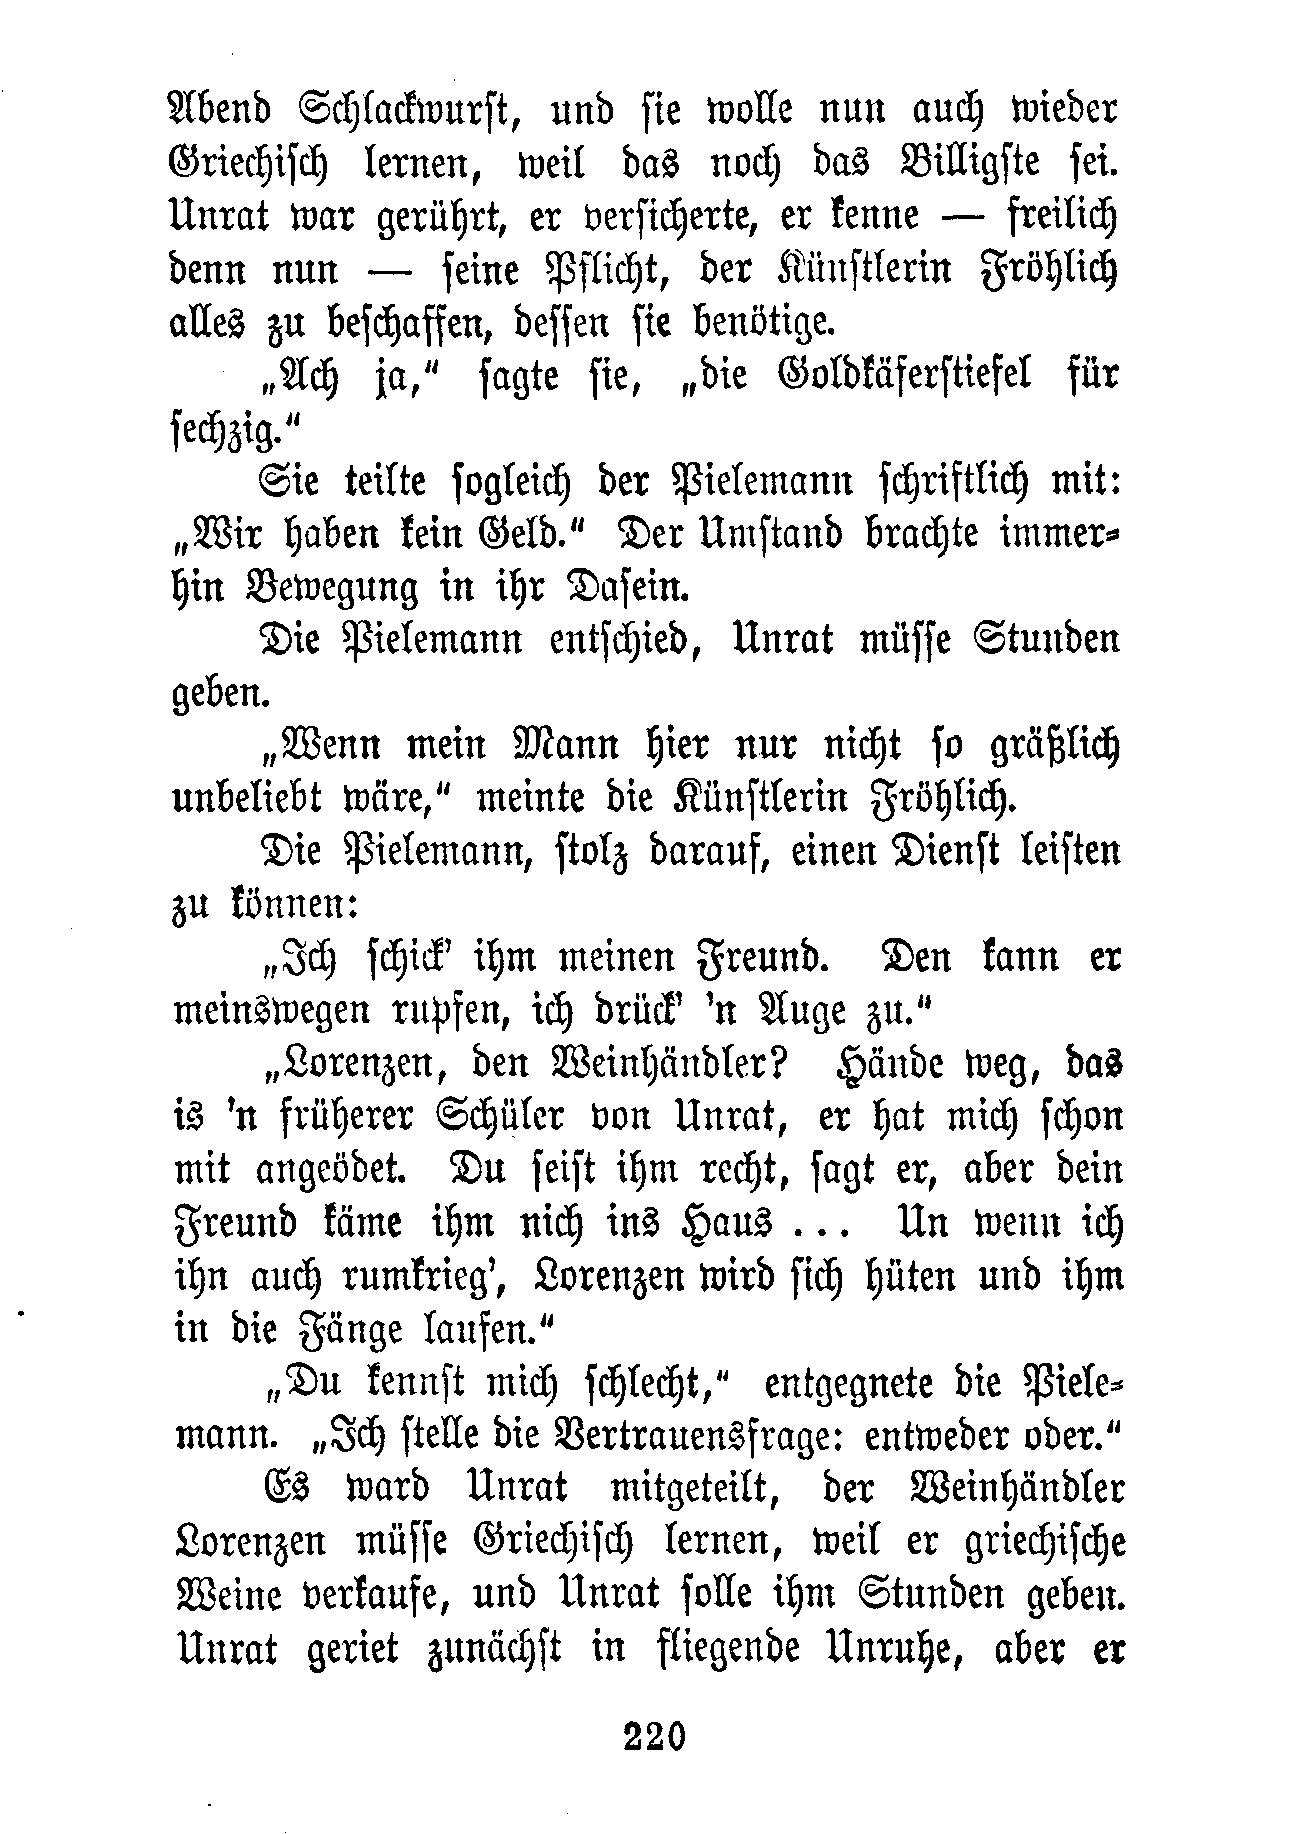 Abend Schlackwurſt, und ſie wolle nun auch wieder
Griechiſch lernen, weil das noch das Billigſte ſei.
Unrat war gerührt, er verſicherte, er kenne — freilich
denn nun — ſeine Pflicht, der Künſtlerin Fröhlich
alles zu beſchaffen, deſſen ſie benötige.
„Ach ja,“ ſagte ſie, „die Goldkäferſtiefel für
ſechzig.“
Sie teilte ſogleich der Pielemann ſchriftlich mit:
„Wir haben kein Geld.“ Der Umſtand brachte immer⸗
hin Bewegung in ihr Daſein.
Die Pielemann entſchied, Unrat müſſe Stunden
geben.
„Wenn mein Mann hier nur nicht ſo gräßlich
unbeliebt wäre,“ meinte die Künſtlerin Fröhlich.
Die Pielemann, ſtolz darauf, einen Dienſt leiſten
zu können:
„Ich ſchick’ ihm meinen Freund. Den kann er
meinswegen rupfen, ich drück’ ’n Auge zu.“
„Lorenzen, den Weinhändler? Hände weg, das
is ’n früherer Schüler von Unrat, er hat mich ſchon
mit angeödet. Du ſeiſt ihm recht, ſagt er, aber dein
Freund käme ihm nich ins Haus ... Un wenn ich
ihn auch rumkrieg’, Lorenzen wird ſich hüten und ihm
in die Fänge laufen.“
„Du kennſt mich ſchlecht,“ entgegnete die Piele⸗
mann. „Ich ſtelle die Vertrauensfrage: entweder oder.“
Es ward Unrat mitgeteilt, der Weinhändler
Lorenzen müſſe Griechiſch lernen, weil er griechiſche
Weine verkaufe, und Unrat ſolle ihm Stunden geben.
Unrat geriet zunächſt in fliegende Unruhe, aber er
220